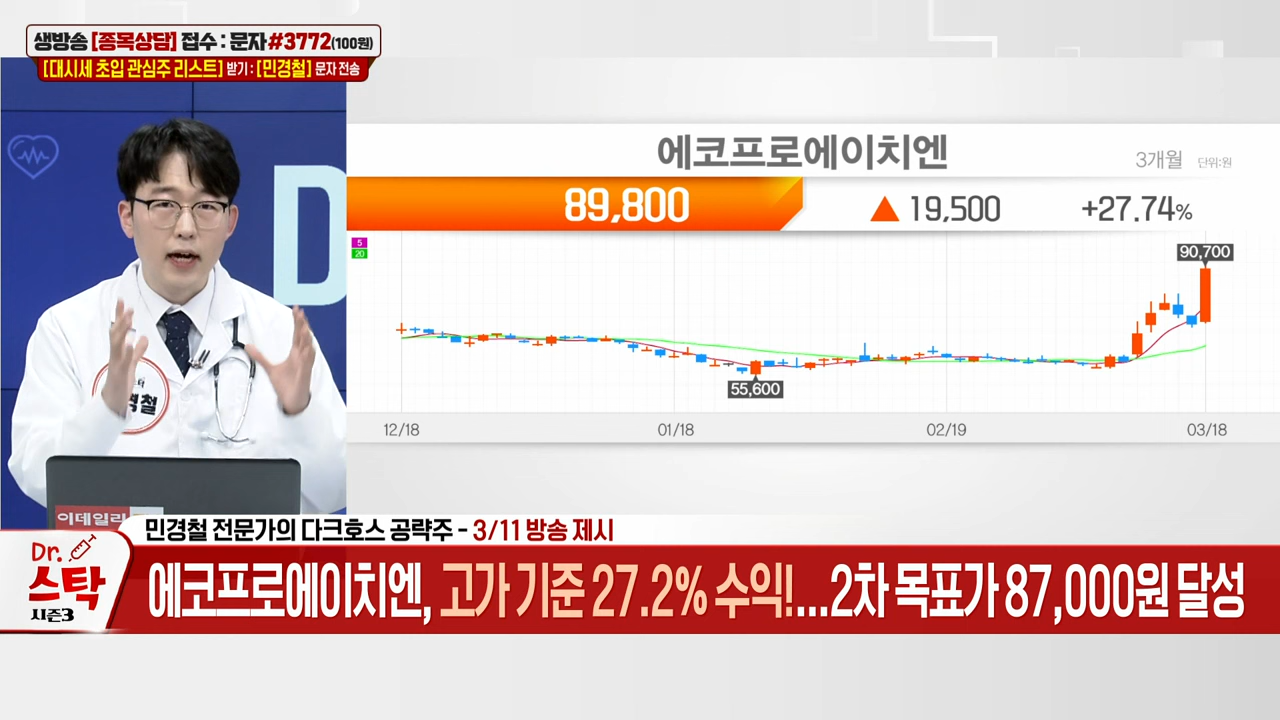 생방송 [종목상담] 접수 : 문자#3772(100원)
[대시세 초입 관심주 리스트] 받기 : [민경철] 문자 전송
에코프로에이치엔
3개월 단위:원
89,800 ▲ 19,500 +27.74%
5
20
90,700
55,600
12/18 01/18 02/19 03/18
D
이데일리
민경철 전문가의 다크호스 공략주 - 3/11 방송 제시
Dr.
스탁
시즌3
에코프로에이치엔, 고가 기준 27.2% 수익!...2차 목표가 87,000원 달성